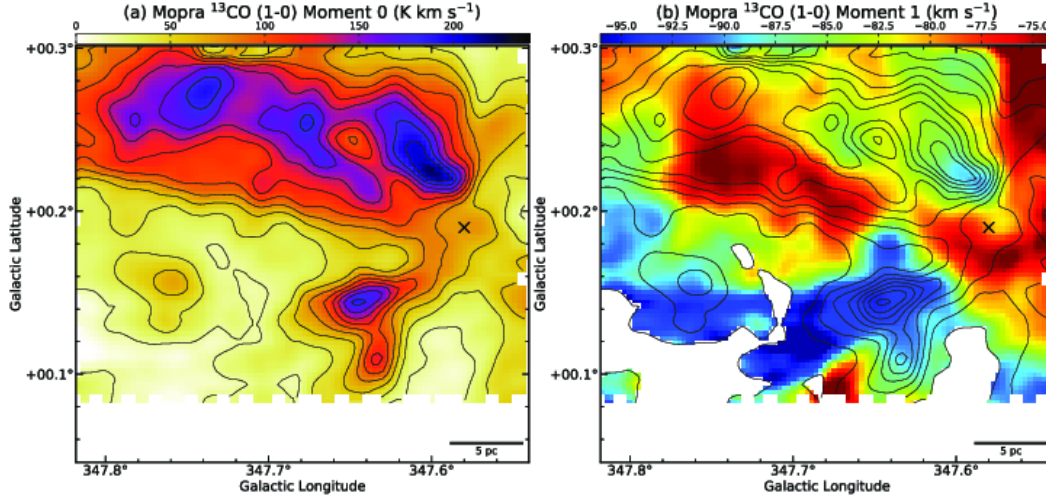 (a) Mopra ¹³CO (1-0) Moment 0 (K km s⁻¹)
0 50 100 150 200
+00.3°
+00.2°
+00.1°
Galactic Latitude
347.8° 347.7° 347.6°
Galactic Longitude
5 pc
(b) Mopra ¹³CO (1-0) Moment 1 (km s⁻¹)
−95.0 −92.5 −90.0 −87.5 −85.0 −82.5 −80.0 −77.5 −75.0
+00.3°
+00.2°
+00.1°
Galactic Latitude
347.8° 347.7° 347.6°
Galactic Longitude
5 pc